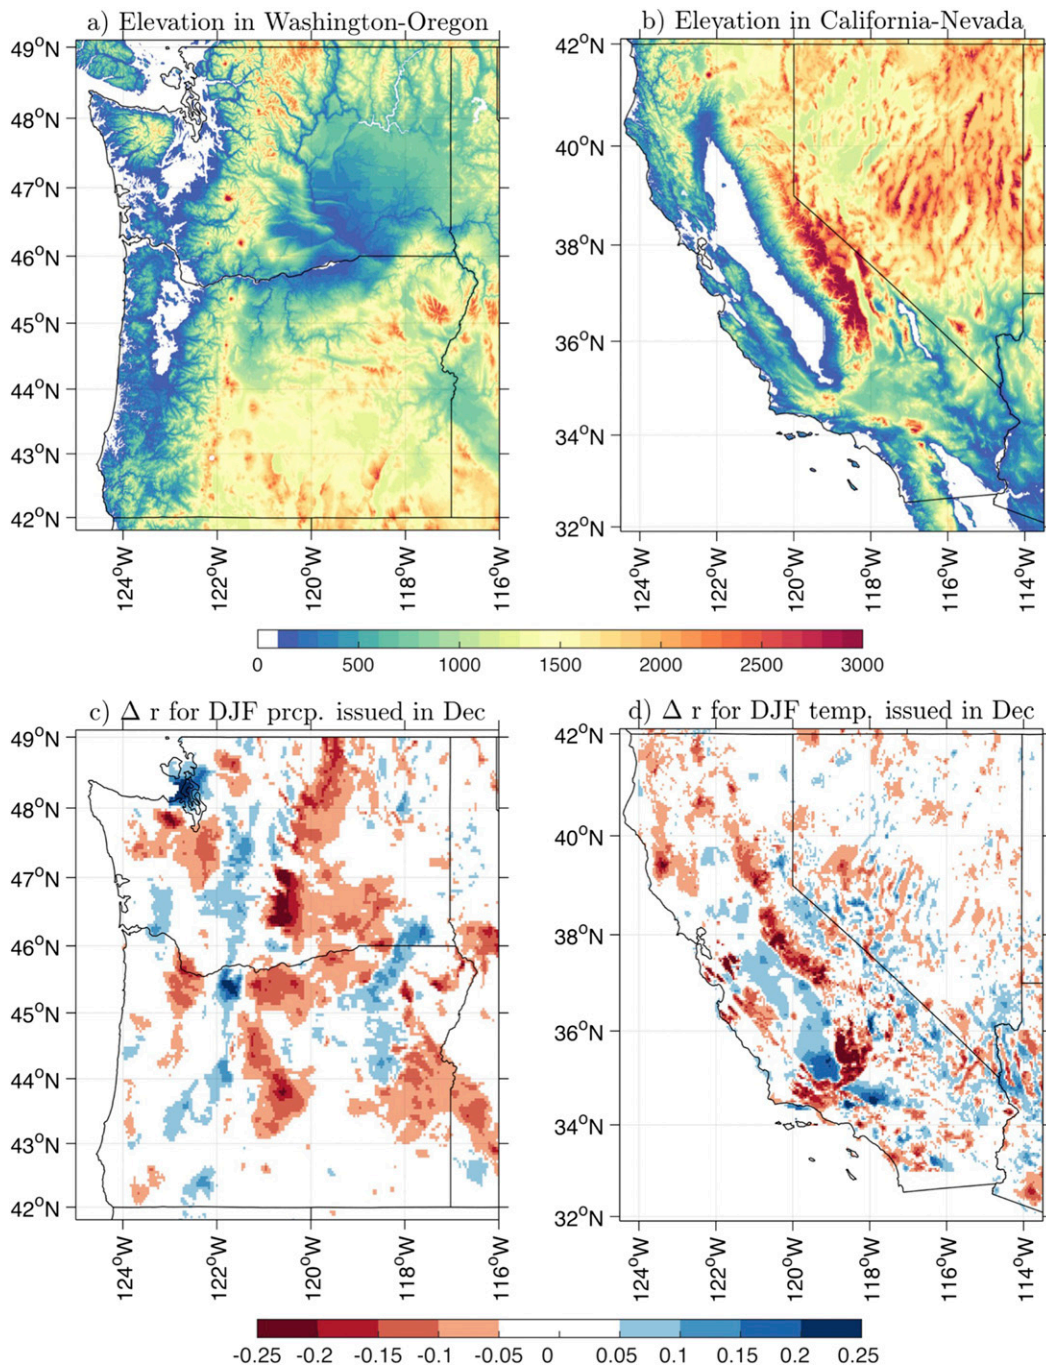 a) Elevation in Washington-Oregon
49°N
48°N
47°N
46°N
45°N
44°N
43°N
42°N
124°W
122°W
120°W
118°W
116°W
b) Elevation in California-Nevada
42°N
40°N
38°N
36°N
34°N
32°N
124°W
122°W
120°W
118°W
116°W
114°W
0 500 1000 1500 2000 2500 3000
c) Δ r for DJF prcp. issued in Dec
49°N
48°N
47°N
46°N
45°N
44°N
43°N
42°N
124°W
122°W
120°W
118°W
116°W
d) Δ r for DJF temp. issued in Dec
42°N
40°N
38°N
36°N
34°N
32°N
124°W
122°W
120°W
118°W
116°W
114°W
-0.25 -0.2 -0.15 -0.1 -0.05 0 0.05 0.1 0.15 0.2 0.25